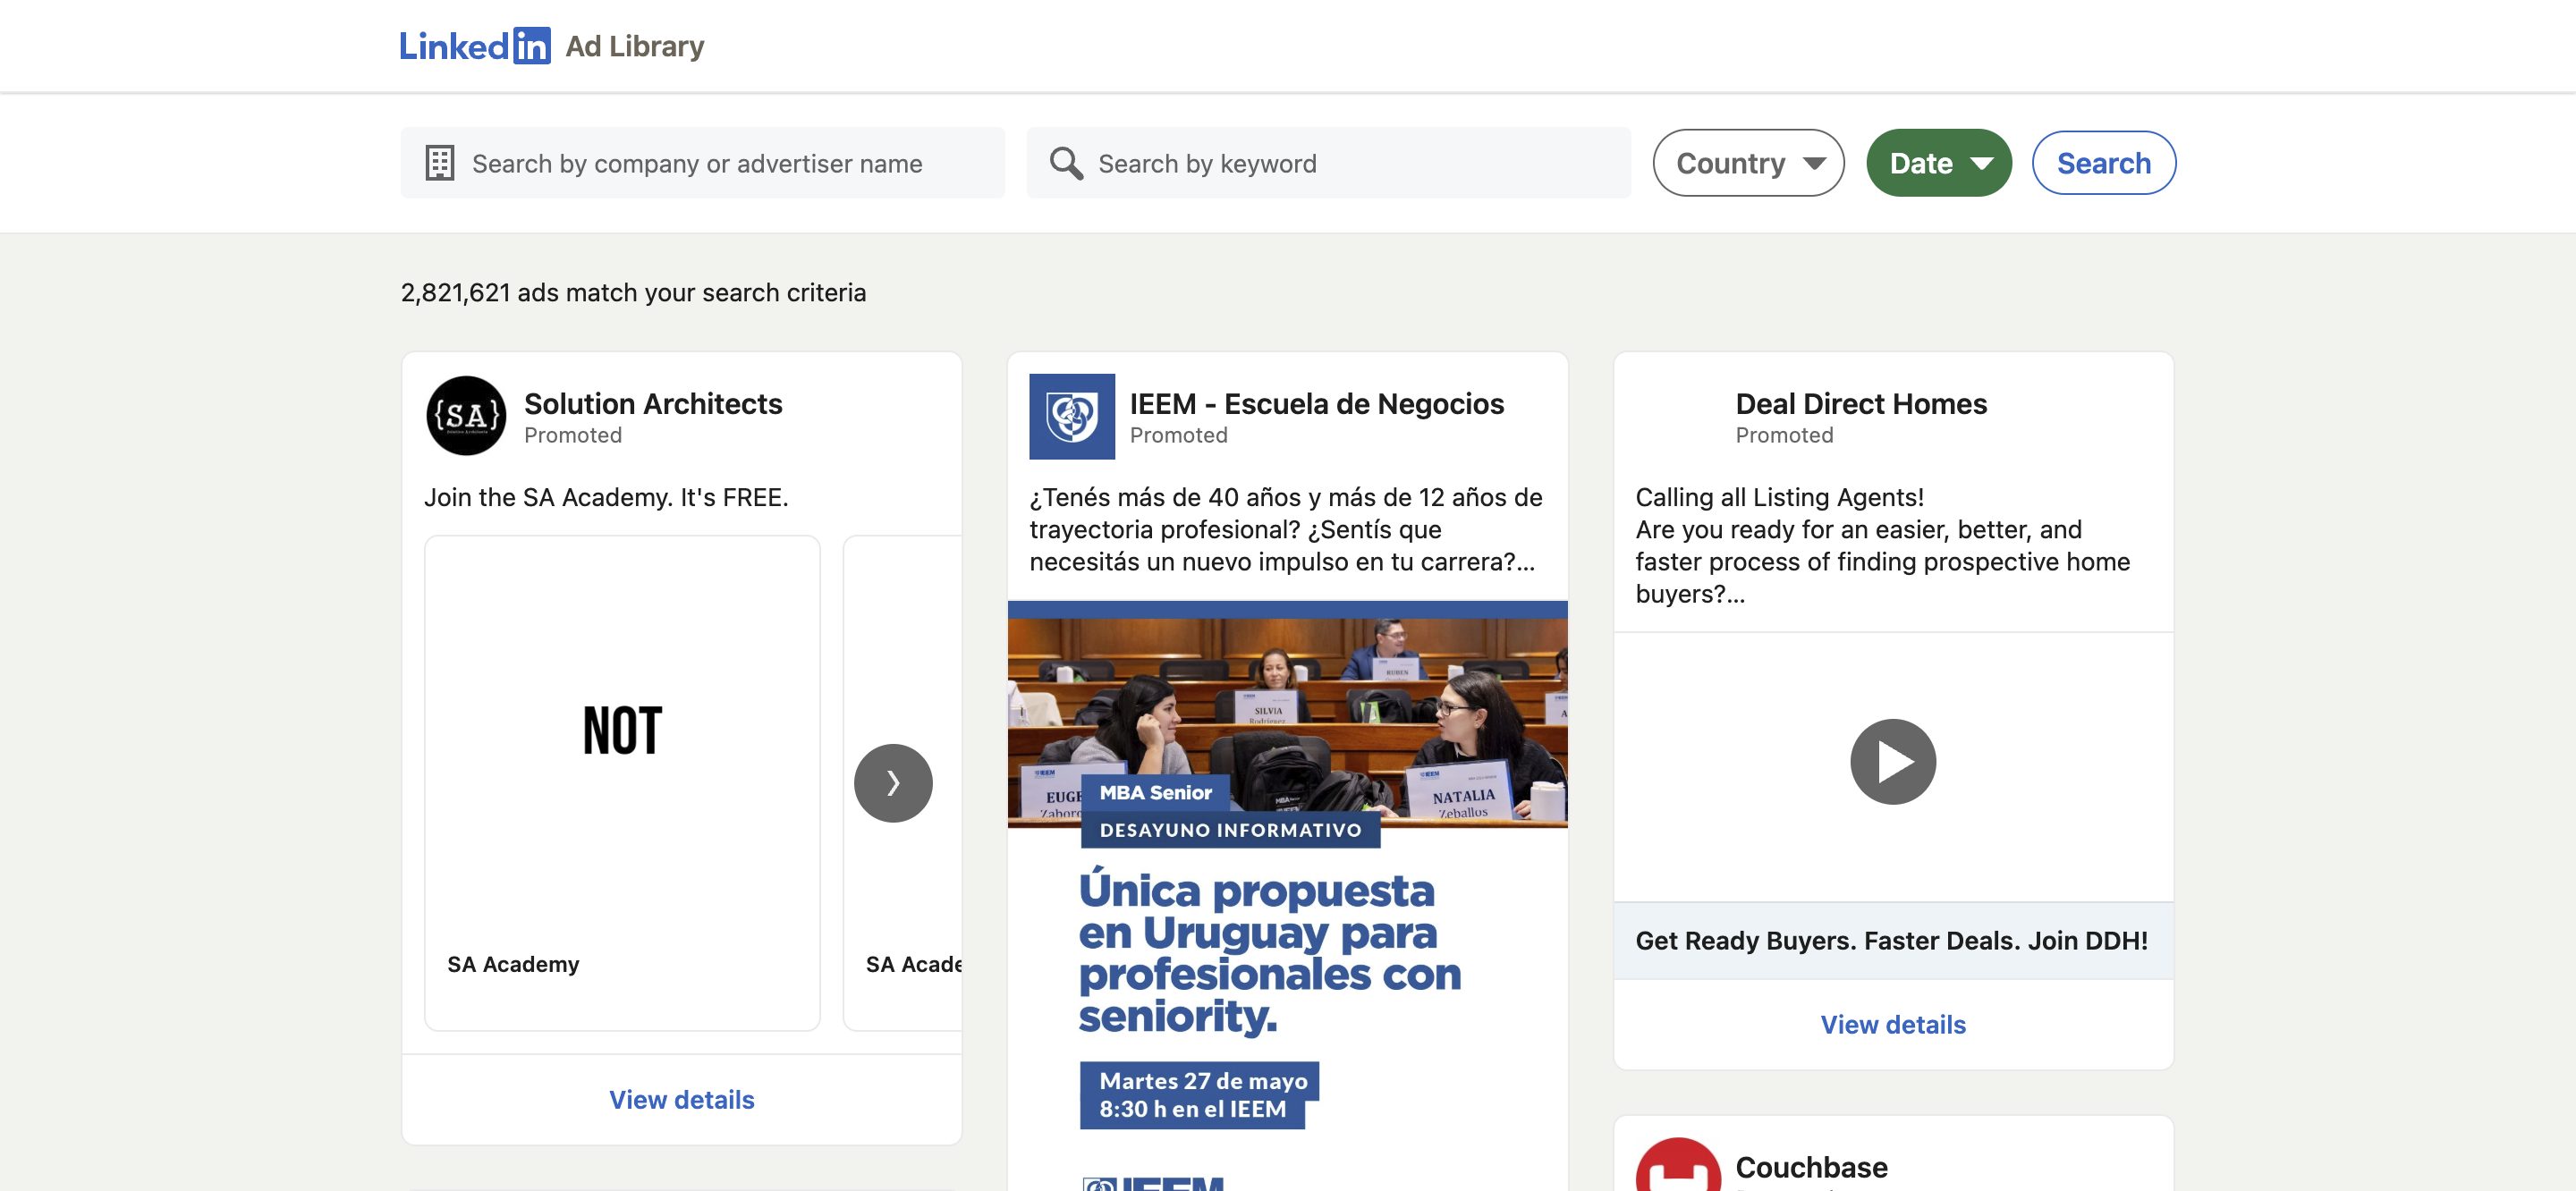 Linkedin Ad Library
Search by company or advertiser name
Search by keyword
Country
Date
Search
2,821,621 ads match your search criteria
{SA}
Solution Architects
Promoted
Join the SA Academy. It's FREE.
NOT
SA Academy
SA Acade
View details
IEEM - Escuela de Negocios
Promoted
¿Tenés más de 40 años y más de 12 años de
trayectoria profesional? ¿Sentís que
necesitás un nuevo impulso en tu carrera?...
RUBEN
SILVIA
Rodríguez
IEEM
EUGE
Zabor
IEEM
NATALIA
Zeballos
MBA Senior
DESAYUNO INFORMATIVO
Única propuesta
en Uruguay para
profesionales con
seniority.
Martes 27 de mayo
8:30 h en el IEEM
IEEM
Deal Direct Homes
Promoted
Calling all Listing Agents!
Are you ready for an easier, better, and
faster process of finding prospective home
buyers?...
Get Ready Buyers. Faster Deals. Join DDH!
View details
Couchbase